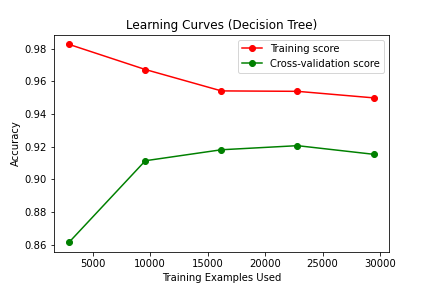 Learning Curves (Decision Tree)
Training score
Cross-validation score
Accuracy
0.98
0.96
0.94
0.92
0.90
0.88
0.86
5000 10000 15000 20000 25000 30000
Training Examples Used